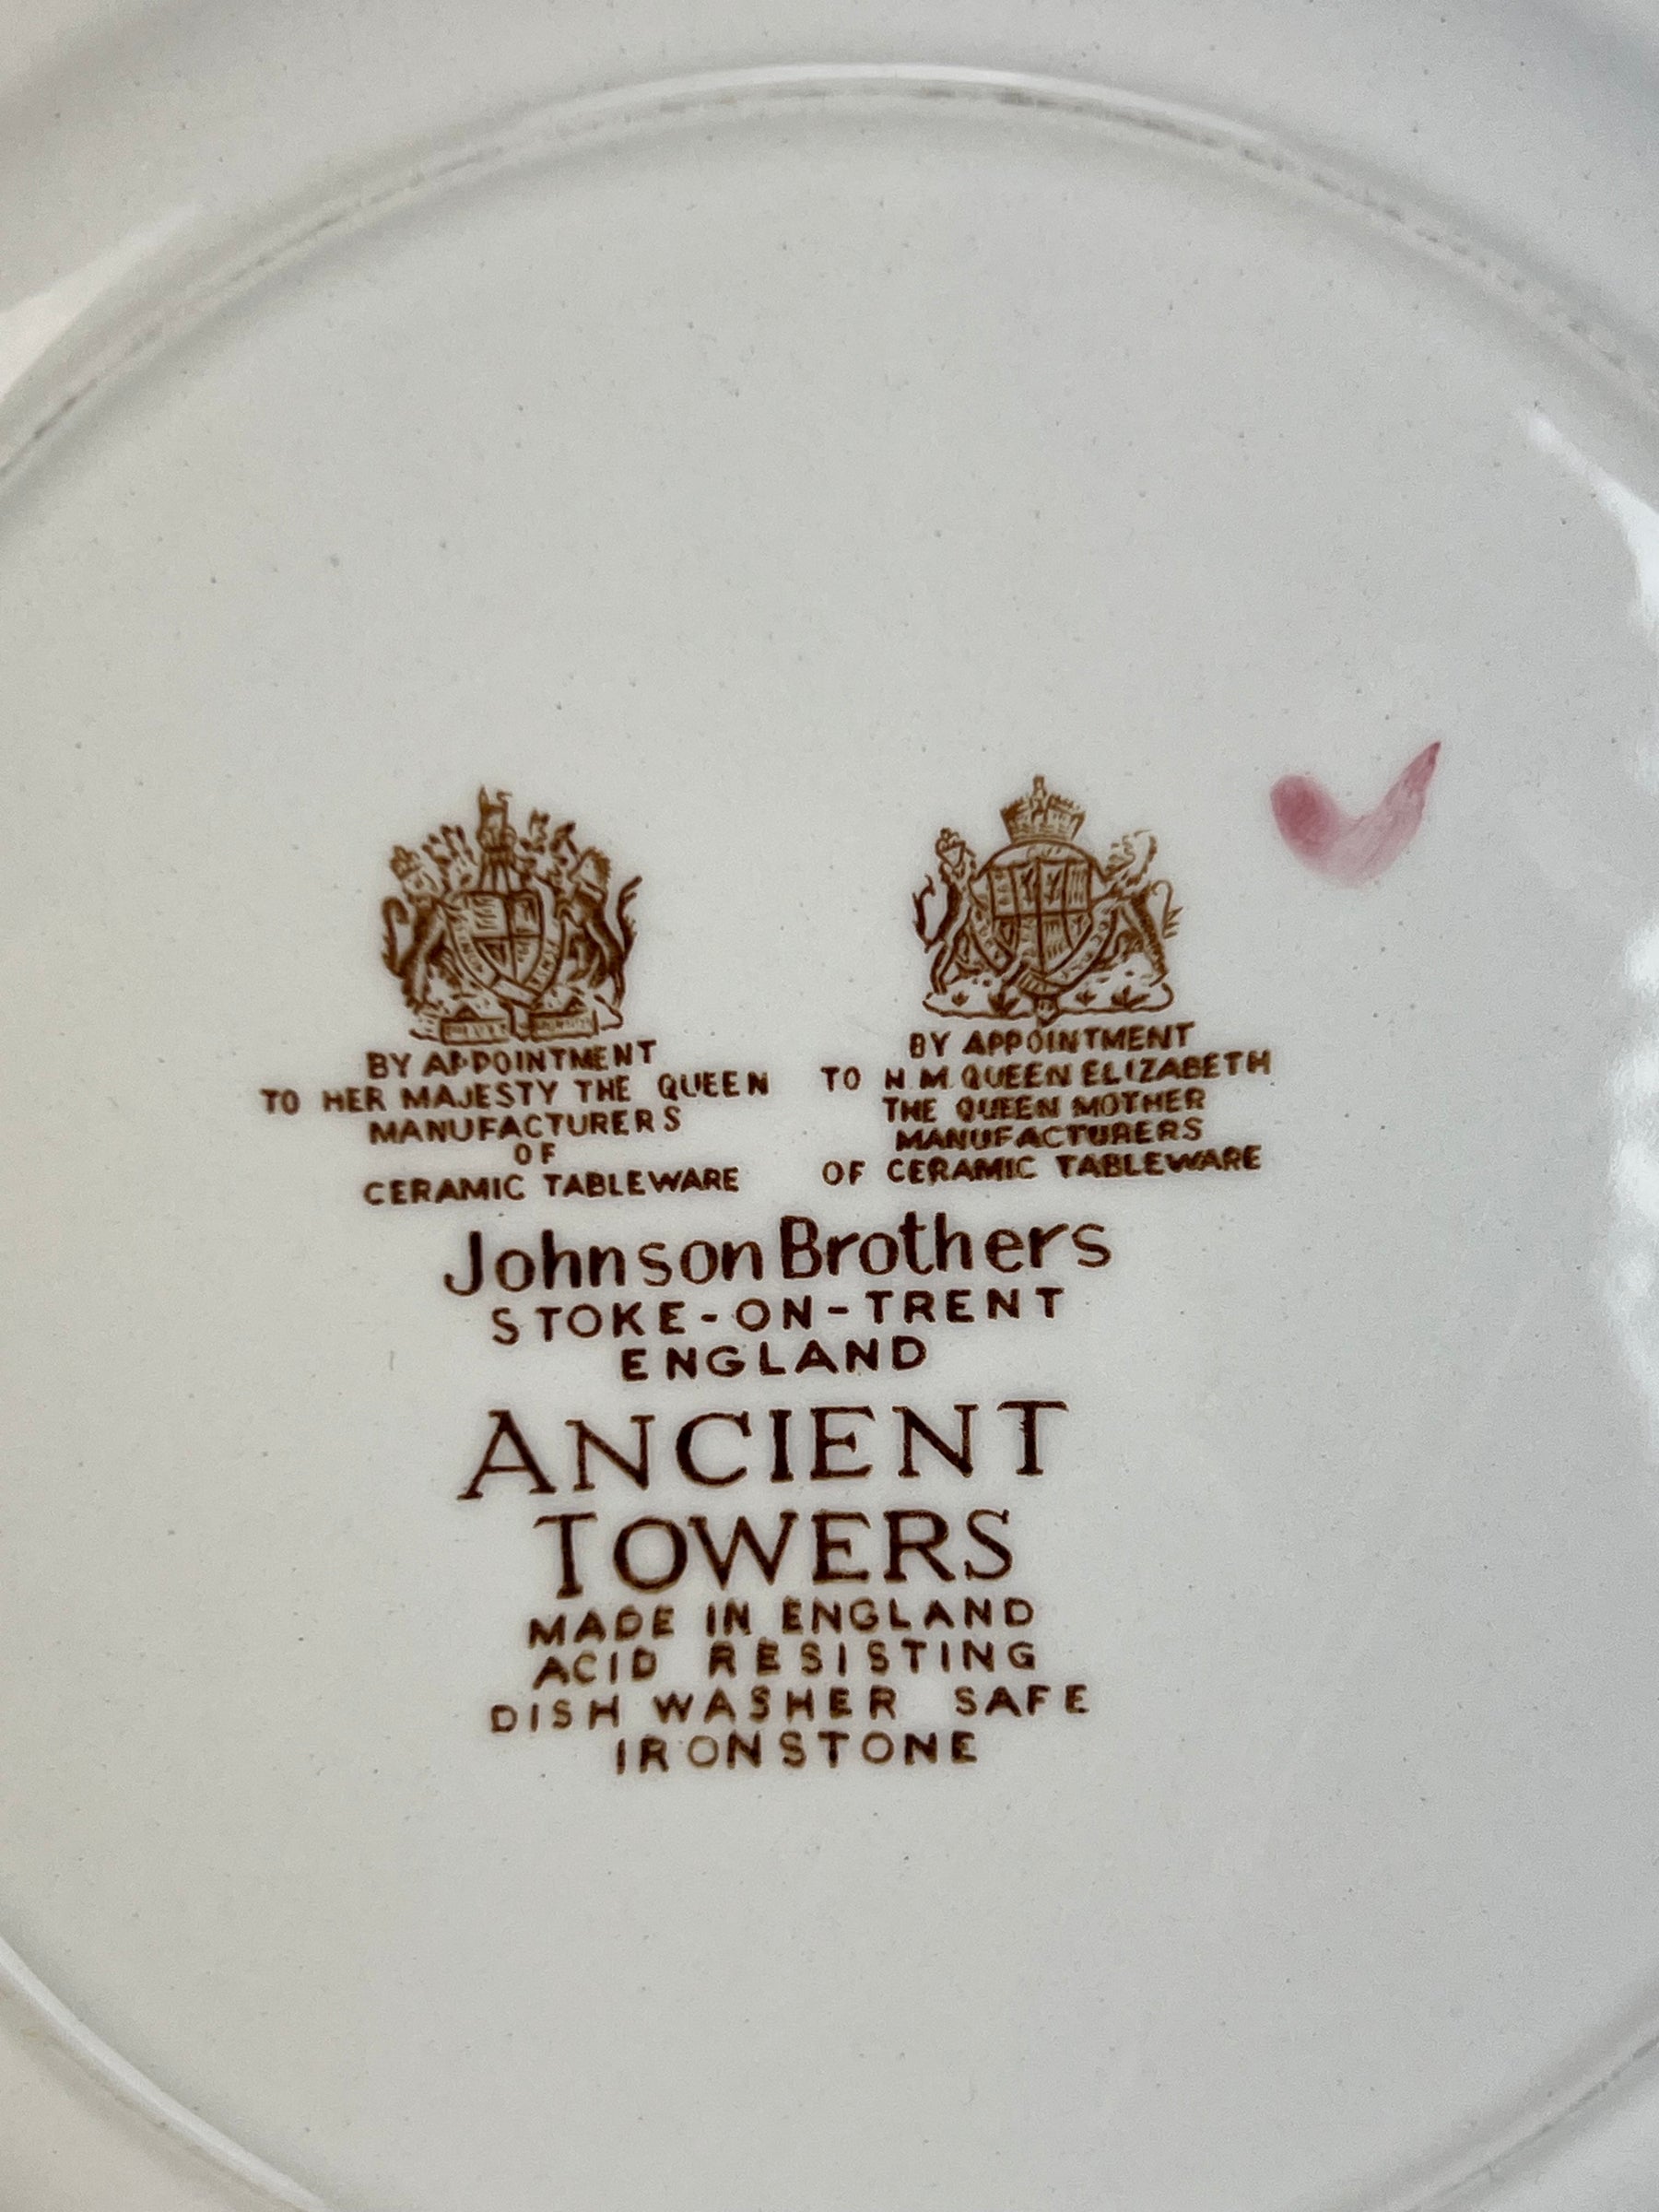 BY APPOINTMENT
TO HER MAJESTY THE QUEEN
MANUFACTURERS
OF
CERAMIC TABLEWARE
BY APPOINTMENT
TO H.M. QUEEN ELIZABETH
THE QUEEN MOTHER
MANUFACTURERS
OF CERAMIC TABLEWARE
Johnson Brothers
STOKE-ON-TRENT
ENGLAND
ANCIENT
TOWERS
MADE IN ENGLAND
ACID RESISTING
DISH WASHER SAFE
IRONSTONE